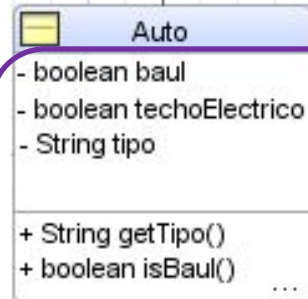 Auto
- boolean baul
- boolean techoElectrico
- String tipo
+ String getTipo()
+ boolean isBaul()
...